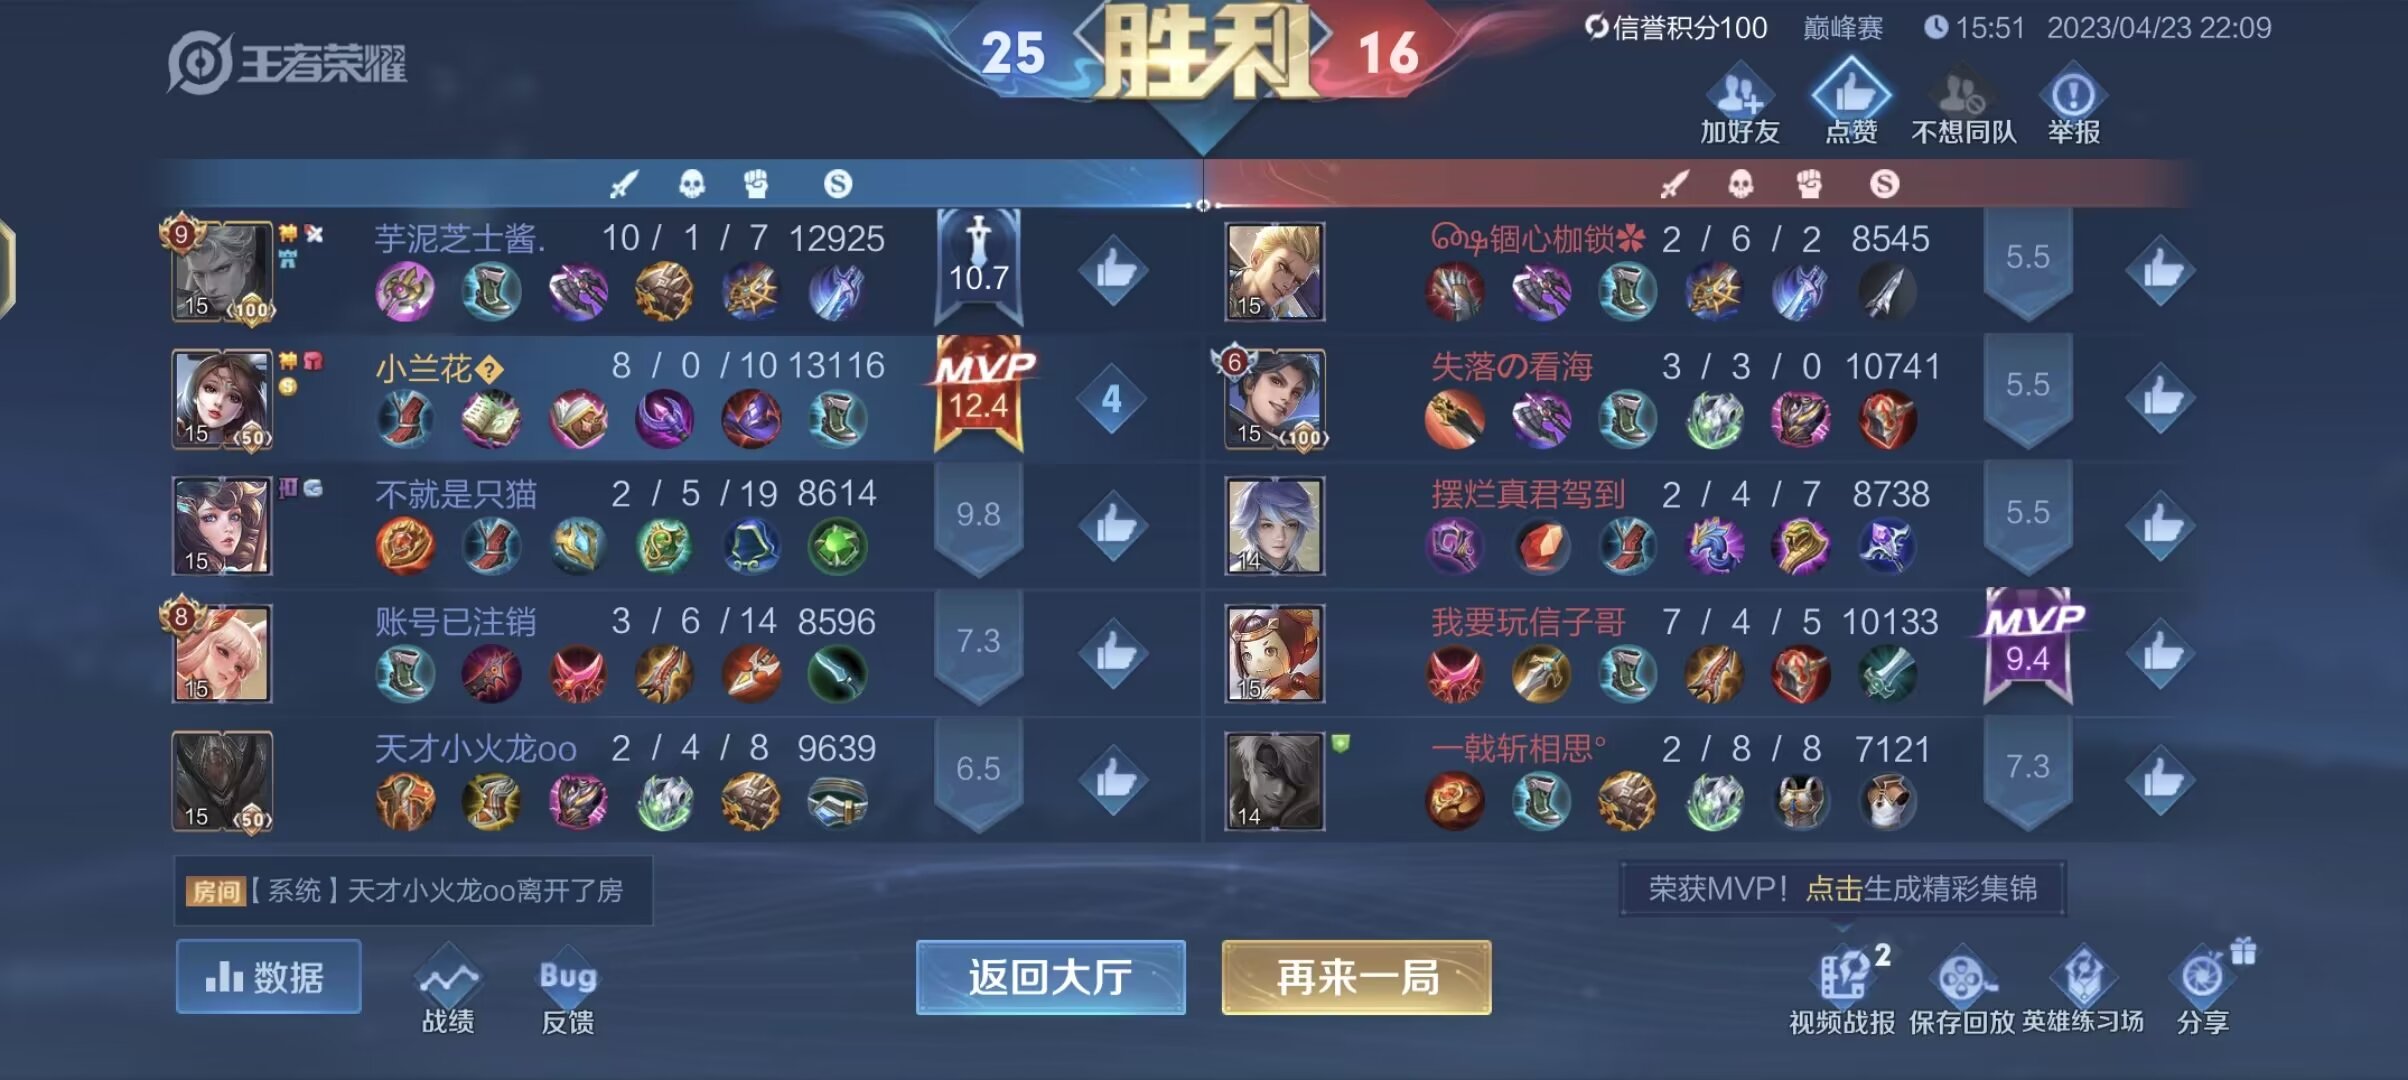 王者荣耀
25 胜利 16
信誉积分100 巅峰赛 15:51 2023/04/23 22:09
加好友 点赞 不想同队 举报
9 15 100 神 芋泥芝士酱. 10 / 1 / 7 12925 10.7
15 50 神 小兰花 8 / 0 / 10 13116 MVP 12.4 4
15 不就是只猫 2 / 5 / 19 8614 9.8
8 15 账号已注销 3 / 6 / 14 8596 7.3
15 50 天才小火龙oo 2 / 4 / 8 9639 6.5
15 锢心枷锁 2 / 6 / 2 8545 5.5
6 15 100 失落の看海 3 / 3 / 0 10741 5.5
14 摆烂真君驾到 2 / 4 / 7 8738 5.5
15 我要玩信子哥 7 / 4 / 5 10133 MVP 9.4
14 一戟斩相思° 2 / 8 / 8 7121 7.3
房间【系统】天才小火龙oo离开了房
荣获MVP！点击生成精彩集锦
数据 战绩 Bug 反馈
返回大厅 再来一局
2
视频战报 保存回放 英雄练习场 分享